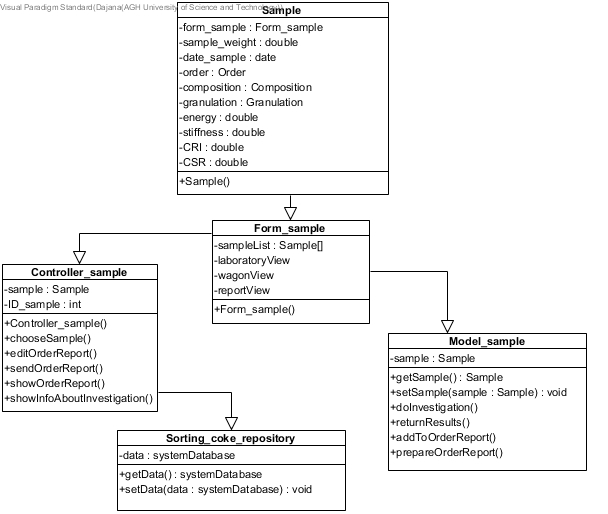 Visual Paradigm Standard(Dajana(AGH University of Science and Technology))
Sample
-form_sample : Form_sample
-sample_weight : double
-date_sample : date
-order : Order
-composition : Composition
-granulation : Granulation
-energy : double
-stiffness : double
-CRI : double
-CSR : double
+Sample()
Form_sample
-sampleList : Sample[]
-laboratoryView
-wagonView
-reportView
+Form_sample()
Controller_sample
-sample : Sample
-ID_sample : int
+Controller_sample()
+chooseSample()
+editOrderReport()
+sendOrderReport()
+showOrderReport()
+showInfoAboutInvestigation()
Model_sample
-sample : Sample
+getSample() : Sample
+setSample(sample : Sample) : void
+doInvestigation()
+returnResults()
+addToOrderReport()
+prepareOrderReport()
Sorting_coke_repository
-data : systemDatabase
+getData() : systemDatabase
+setData(data : systemDatabase) : void